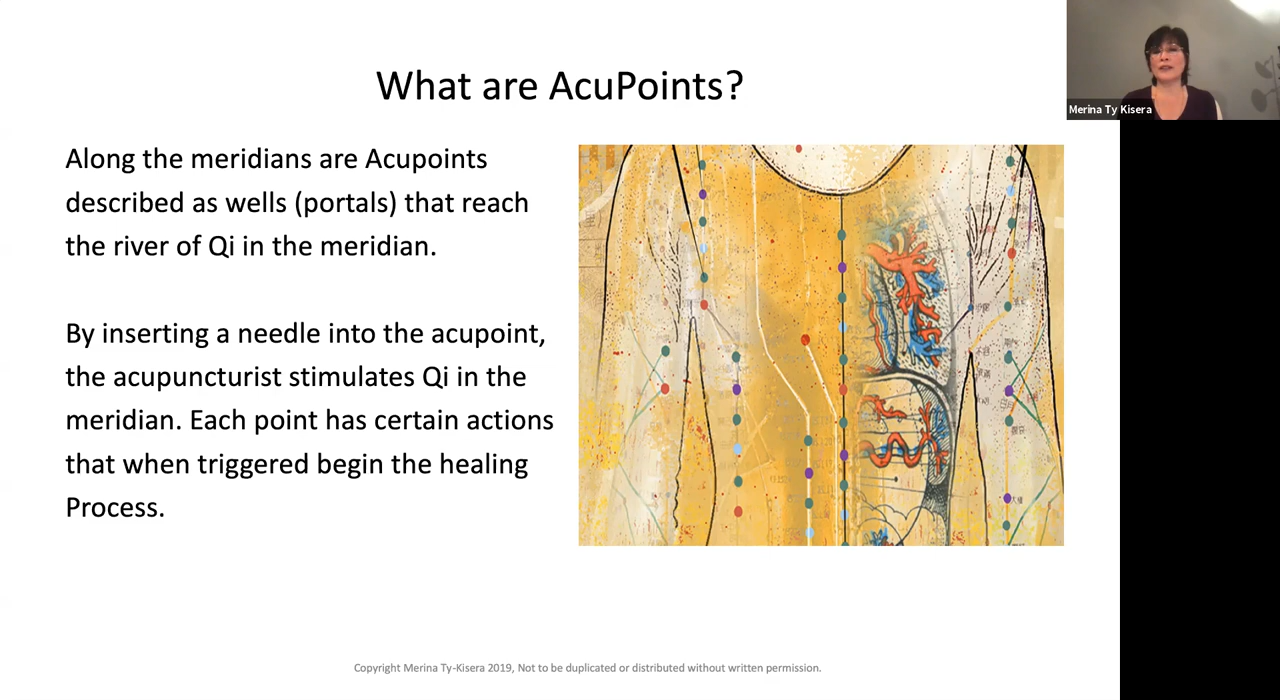 What are AcuPoints?
Merina Ty Kisera
Along the meridians are Acupoints
described as wells (portals) that reach
the river of Qi in the meridian.
By inserting a needle into the acupoint,
the acupuncturist stimulates Qi in the
meridian. Each point has certain actions
that when triggered begin the healing
Process.
Copyright Merina Ty-Kisera 2019, Not to be duplicated or distributed without written permission.